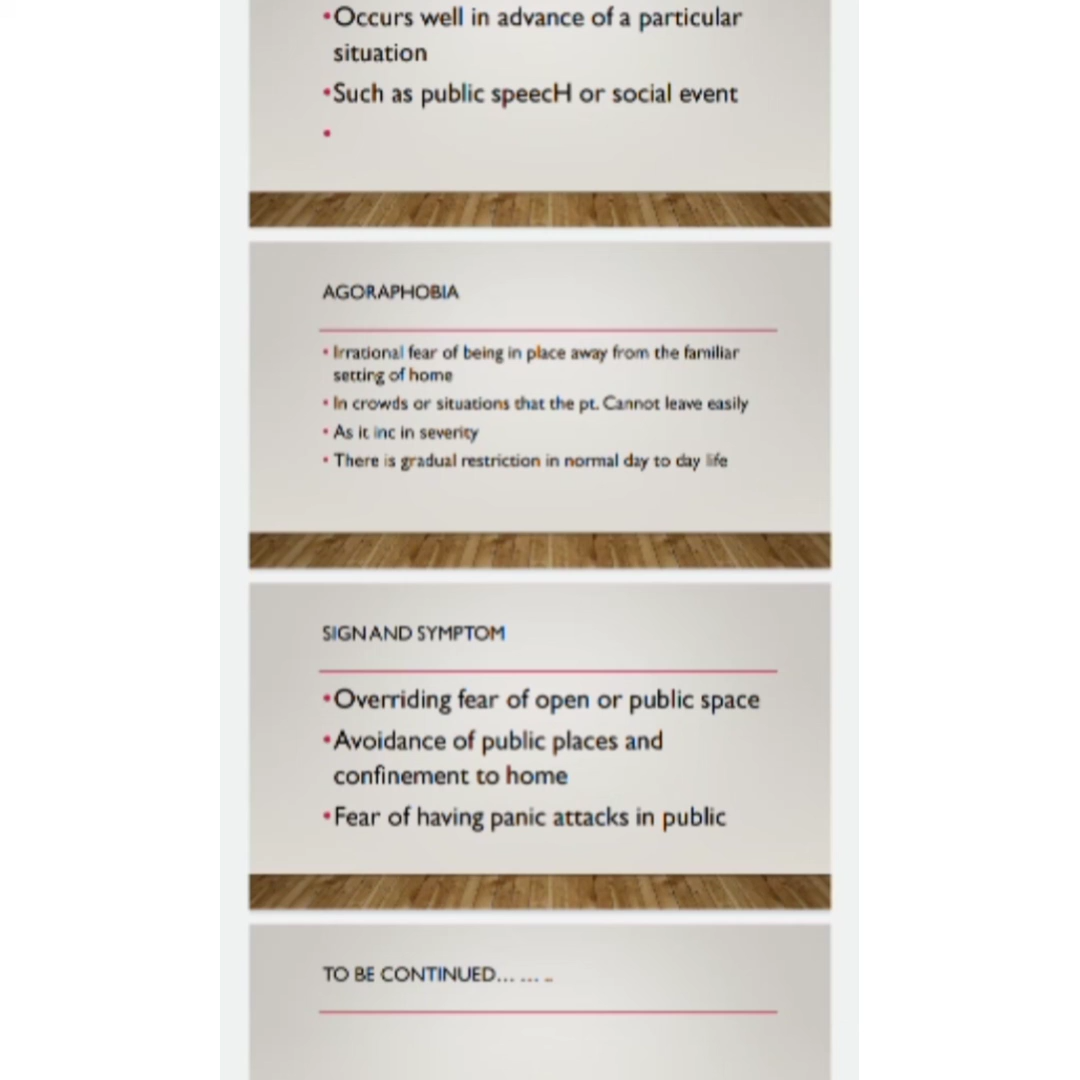 •Occurs well in advance of a particular
situation
•Such as public speecH or social event
•
AGORAPHOBIA
• Irrational fear of being in place away from the familiar
setting of home
• In crowds or situations that the pt. Cannot leave easily
• As it inc in severity
• There is gradual restriction in normal day to day life
SIGN AND SYMPTOM
•Overriding fear of open or public space
•Avoidance of public places and
confinement to home
•Fear of having panic attacks in public
TO BE CONTINUED... ... ..